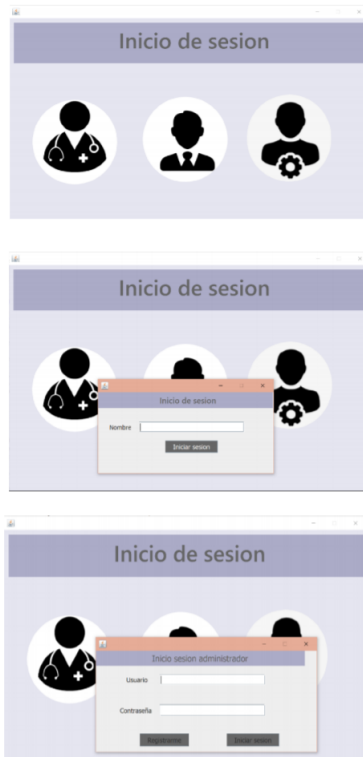 Inicio de sesion
Inicio de sesion
Inicio de sesion
Nombre
Iniciar sesion
Inicio de sesion
Inicio sesion administrador
Usuario
Contraseña
Registrarse Iniciar sesion